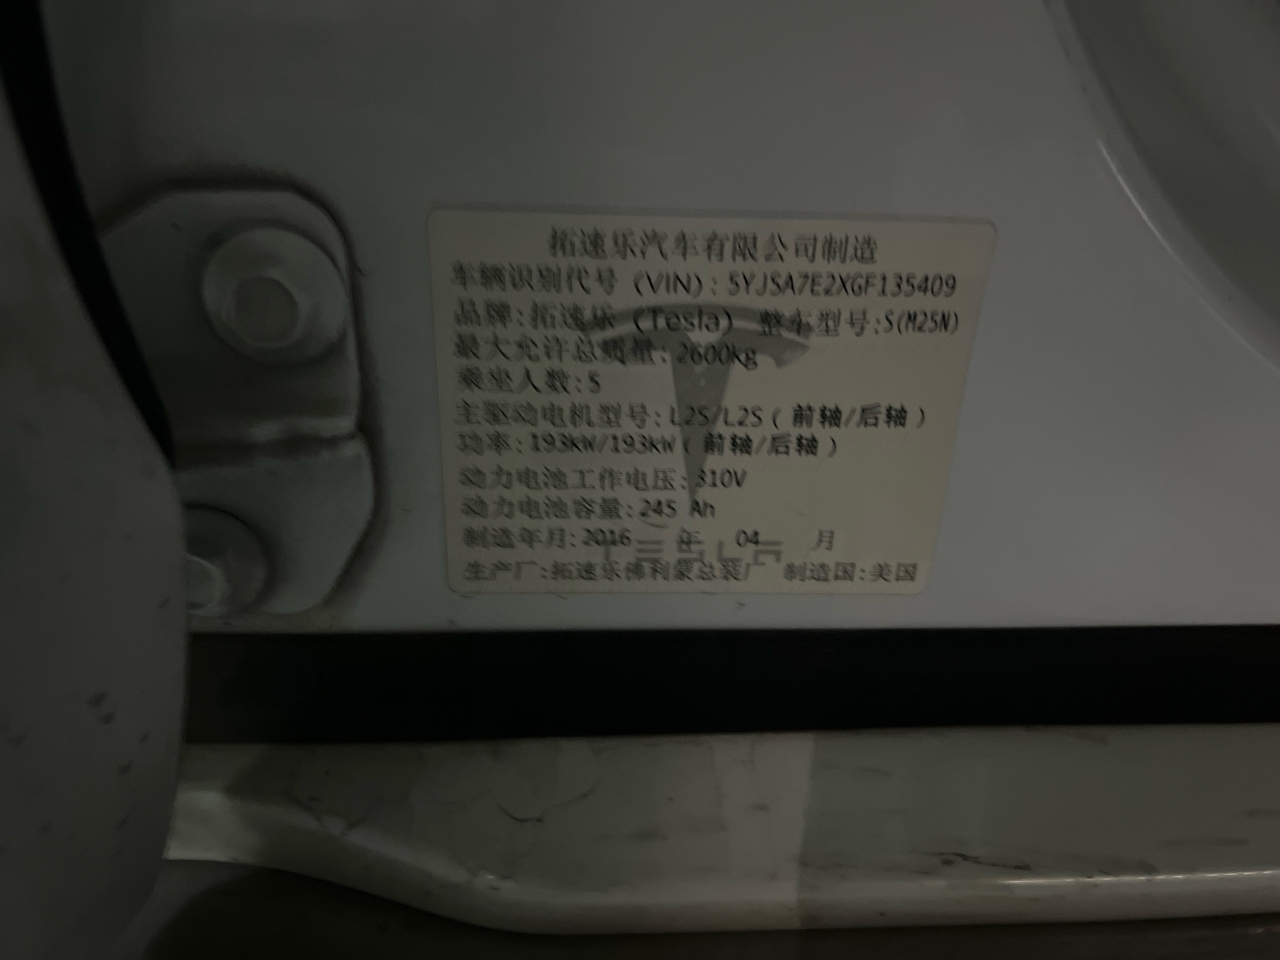 拓速乐汽车有限公司制造
车辆识别代号（VIN）: 5YJSA7E2XGF135409
品牌:拓速乐（Tesla） 整车型号:S(M25N)
最大允许总质量: 2600kg
乘坐人数:5
主驱动电机型号: L2S/L2S（前轴/后轴）
功率: 193kW/193kW（前轴/后轴）
动力电池工作电压: 310V
动力电池容量: 245 Ah
制造年月: 2016 年 04 月
TESLA
生产厂:拓速乐佛利蒙总装厂 制造国:美国